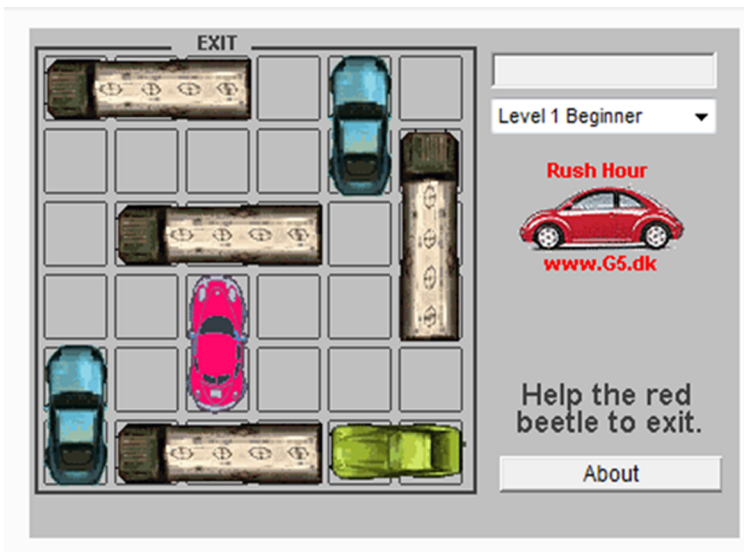 EXIT
Level 1 Beginner
Rush Hour
www.G5.dk
Help the red
beetle to exit.
About